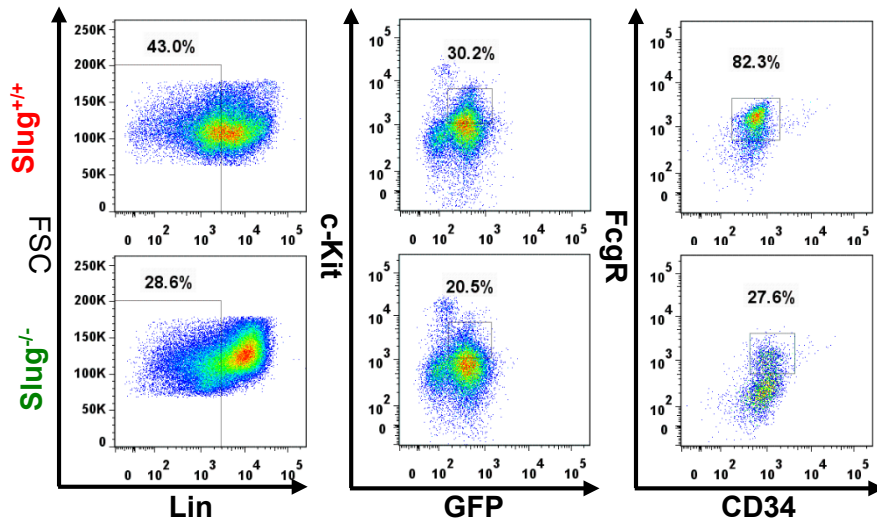 Slug+/+
Slug-/-
FSC
c-Kit
FcgR
43.0%
250K
200K
150K
100K
50K
0
0 10² 10³ 10⁴ 10⁵
30.2%
10⁵
10⁴
10³
10²
0
0 10² 10³ 10⁴ 10⁵
82.3%
10⁵
10⁴
10³
10²
0
0 10² 10³ 10⁴ 10⁵
28.6%
250K
200K
150K
100K
50K
0
0 10² 10³ 10⁴ 10⁵
20.5%
10⁵
10⁴
10³
10²
0
0 10² 10³ 10⁴ 10⁵
27.6%
10⁵
10⁴
10³
10²
0
0 10² 10³ 10⁴ 10⁵
Lin
GFP
CD34